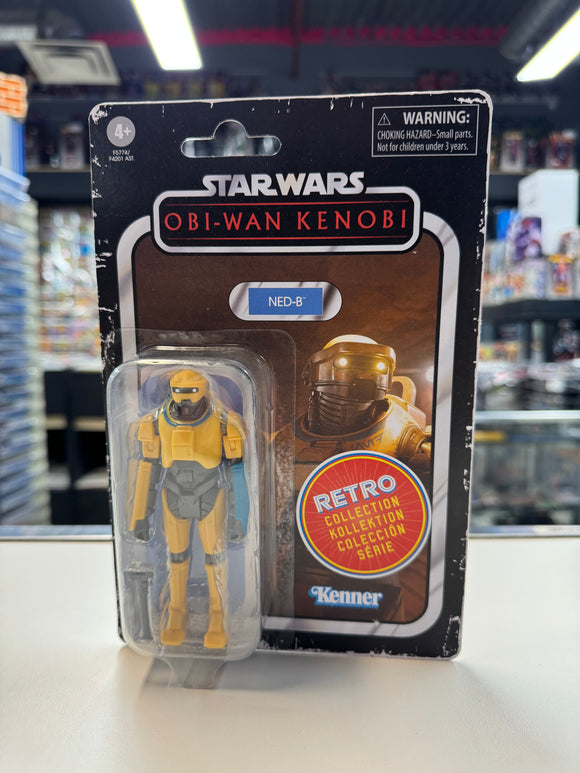 4+
F5774/
F4201 AST.
⚠ WARNING:
CHOKING HAZARD–Small parts.
Not for children under 3 years.
STAR WARS
OBI-WAN KENOBI
NED-B™
RETRO
COLLECTION
KOLLEKTION
COLECCIÓN
SÉRIE
Kenner